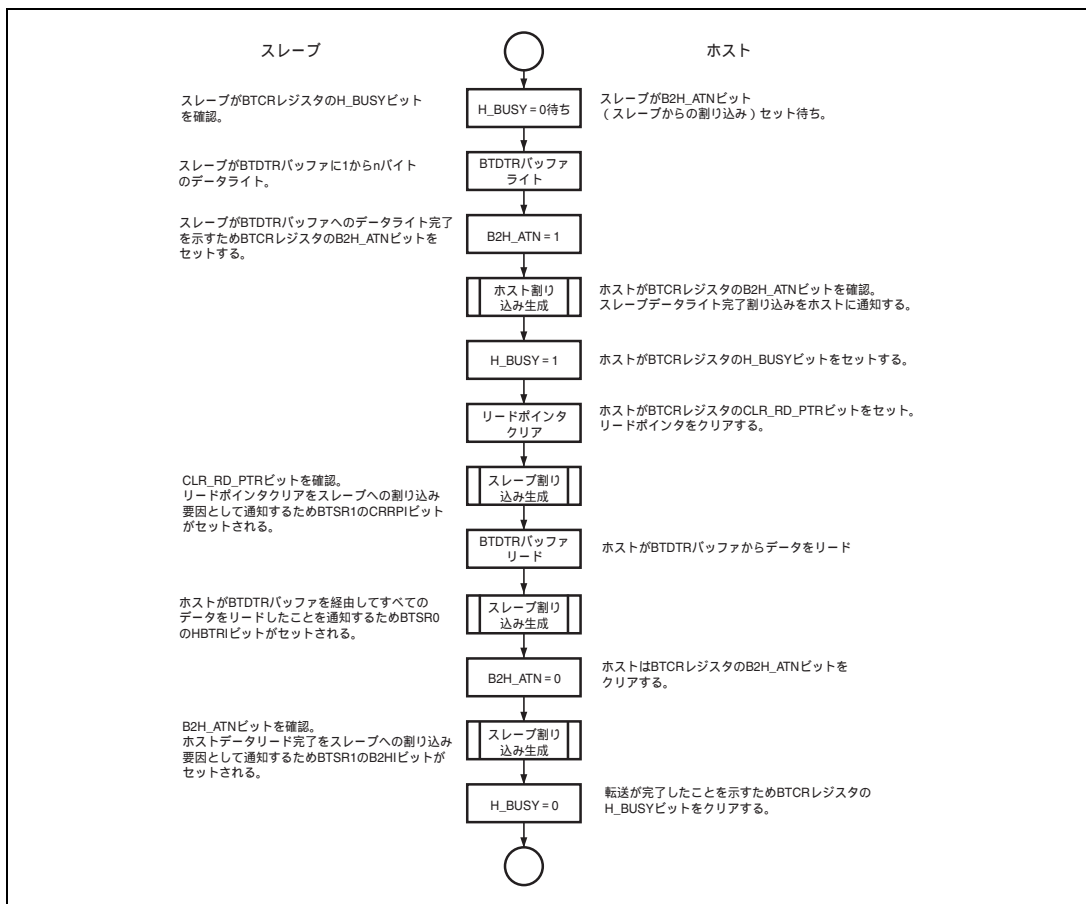 スレーブ
ホスト
スレーブがBTCRレジスタのH_BUSYビット
を確認。
H_BUSY = 0待ち
スレーブがB2H_ATNビット
（スレーブからの割り込み）セット待ち。
スレーブがBTDTRバッファに1からnバイト
のデータライト。
BTDTRバッファ
ライト
スレーブがBTDTRバッファへのデータライト完了
を示すためBTCRレジスタのB2H_ATNビットを
セットする。
B2H_ATN = 1
ホスト割り
込み生成
ホストがBTCRレジスタのB2H_ATNビットを確認。
スレーブデータライト完了割り込みをホストに通知する。
H_BUSY = 1
ホストがBTCRレジスタのH_BUSYビットをセットする。
リードポインタ
クリア
ホストがBTCRレジスタのCLR_RD_PTRビットをセット。
リードポインタをクリアする。
CLR_RD_PTRビットを確認。
リードポインタクリアをスレーブへの割り込み
要因として通知するためBTSR1のCRRPIビット
がセットされる。
スレーブ割り
込み生成
BTDTRバッファ
リード
ホストがBTDTRバッファからデータをリード
ホストがBTDTRバッファを経由してすべての
データをリードしたことを通知するためBTSR0
のHBTRIビットがセットされる。
スレーブ割り
込み生成
B2H_ATN = 0
ホストはBTCRレジスタのB2H_ATNビットを
クリアする。
B2H_ATNビットを確認。
ホストデータリード完了をスレーブへの割り込み
要因として通知するためBTSR1のB2HIビットが
セットされる。
スレーブ割り
込み生成
H_BUSY = 0
転送が完了したことを示すためBTCRレジスタの
H_BUSYビットをクリアする。